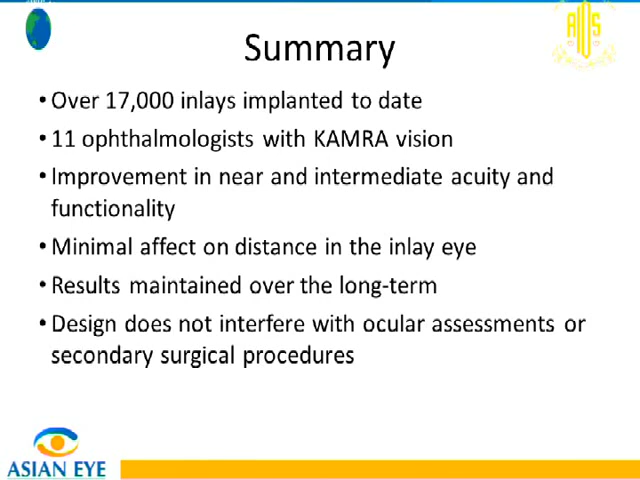 Summary
AIOS
• Over 17,000 inlays implanted to date
• 11 ophthalmologists with KAMRA vision
• Improvement in near and intermediate acuity and
functionality
• Minimal affect on distance in the inlay eye
• Results maintained over the long-term
• Design does not interfere with ocular assessments or
secondary surgical procedures
ASIAN EYE